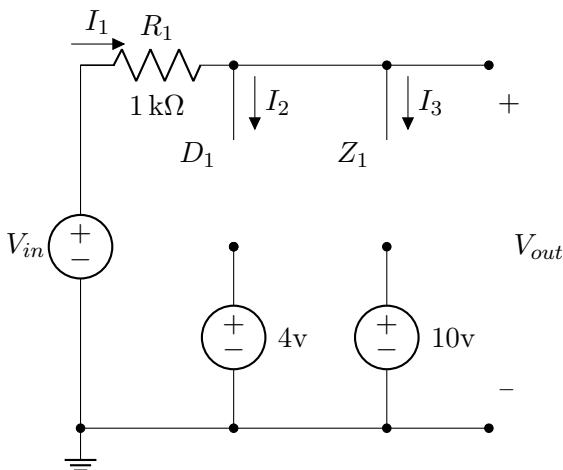 I1 R1
1 kΩ
I2 I3
+
D1 Z1
Vin + − Vout
+ − 4v + − 10v
−